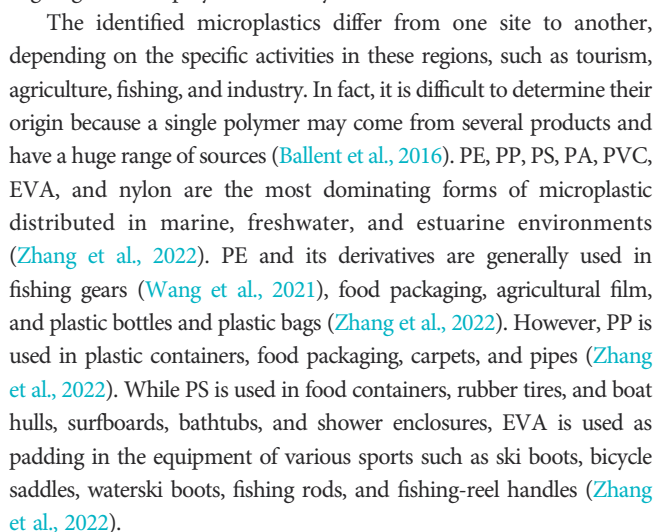 The identified microplastics differ from one site to another,
depending on the specific activities in these regions, such as tourism,
agriculture, fishing, and industry. In fact, it is difficult to determine their
origin because a single polymer may come from several products and
have a huge range of sources (Ballent et al., 2016). PE, PP, PS, PA, PVC,
EVA, and nylon are the most dominating forms of microplastic
distributed in marine, freshwater, and estuarine environments
(Zhang et al., 2022). PE and its derivatives are generally used in
fishing gears (Wang et al., 2021), food packaging, agricultural film,
and plastic bottles and plastic bags (Zhang et al., 2022). However, PP is
used in plastic containers, food packaging, carpets, and pipes (Zhang
et al., 2022). While PS is used in food containers, rubber tires, and boat
hulls, surfboards, bathtubs, and shower enclosures, EVA is used as
padding in the equipment of various sports such as ski boots, bicycle
saddles, waterski boots, fishing rods, and fishing-reel handles (Zhang
et al., 2022).